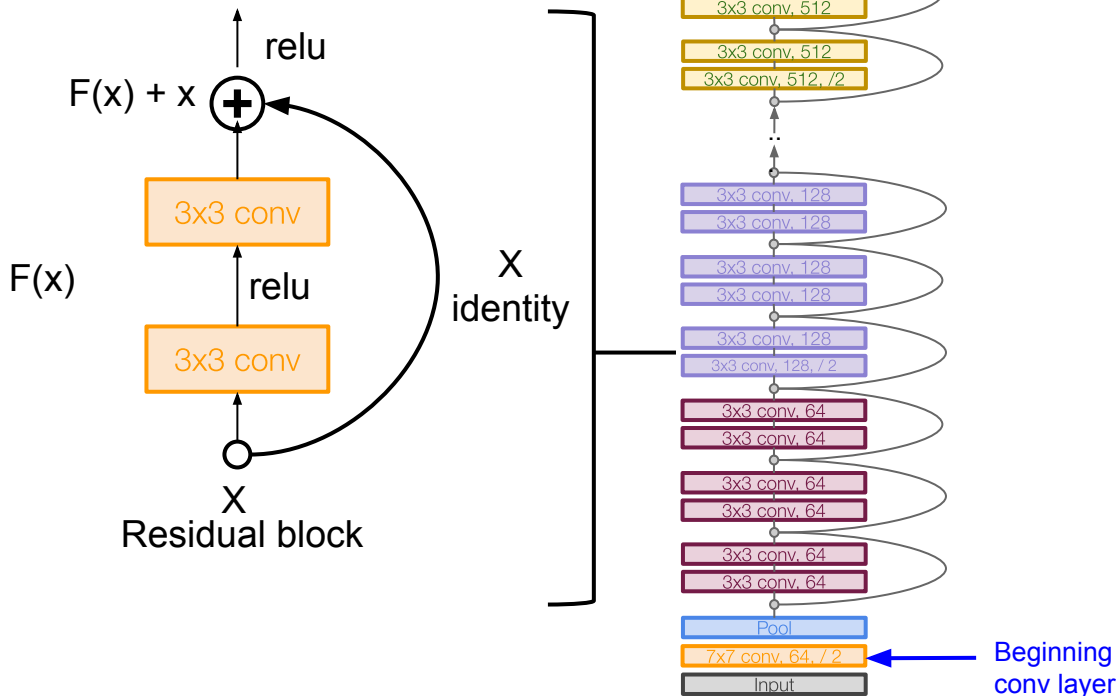 relu
F(x) + x
3x3 conv
F(x)
relu
3x3 conv
X
Residual block
X
identity
3x3 conv, 512
3x3 conv, 512
3x3 conv, 512, /2
..
3x3 conv, 128
3x3 conv, 128
3x3 conv, 128
3x3 conv, 128
3x3 conv, 128
3x3 conv, 128, / 2
3x3 conv, 64
3x3 conv, 64
3x3 conv, 64
3x3 conv, 64
3x3 conv, 64
3x3 conv, 64
Pool
7x7 conv, 64, / 2
Input
Beginning
conv layer